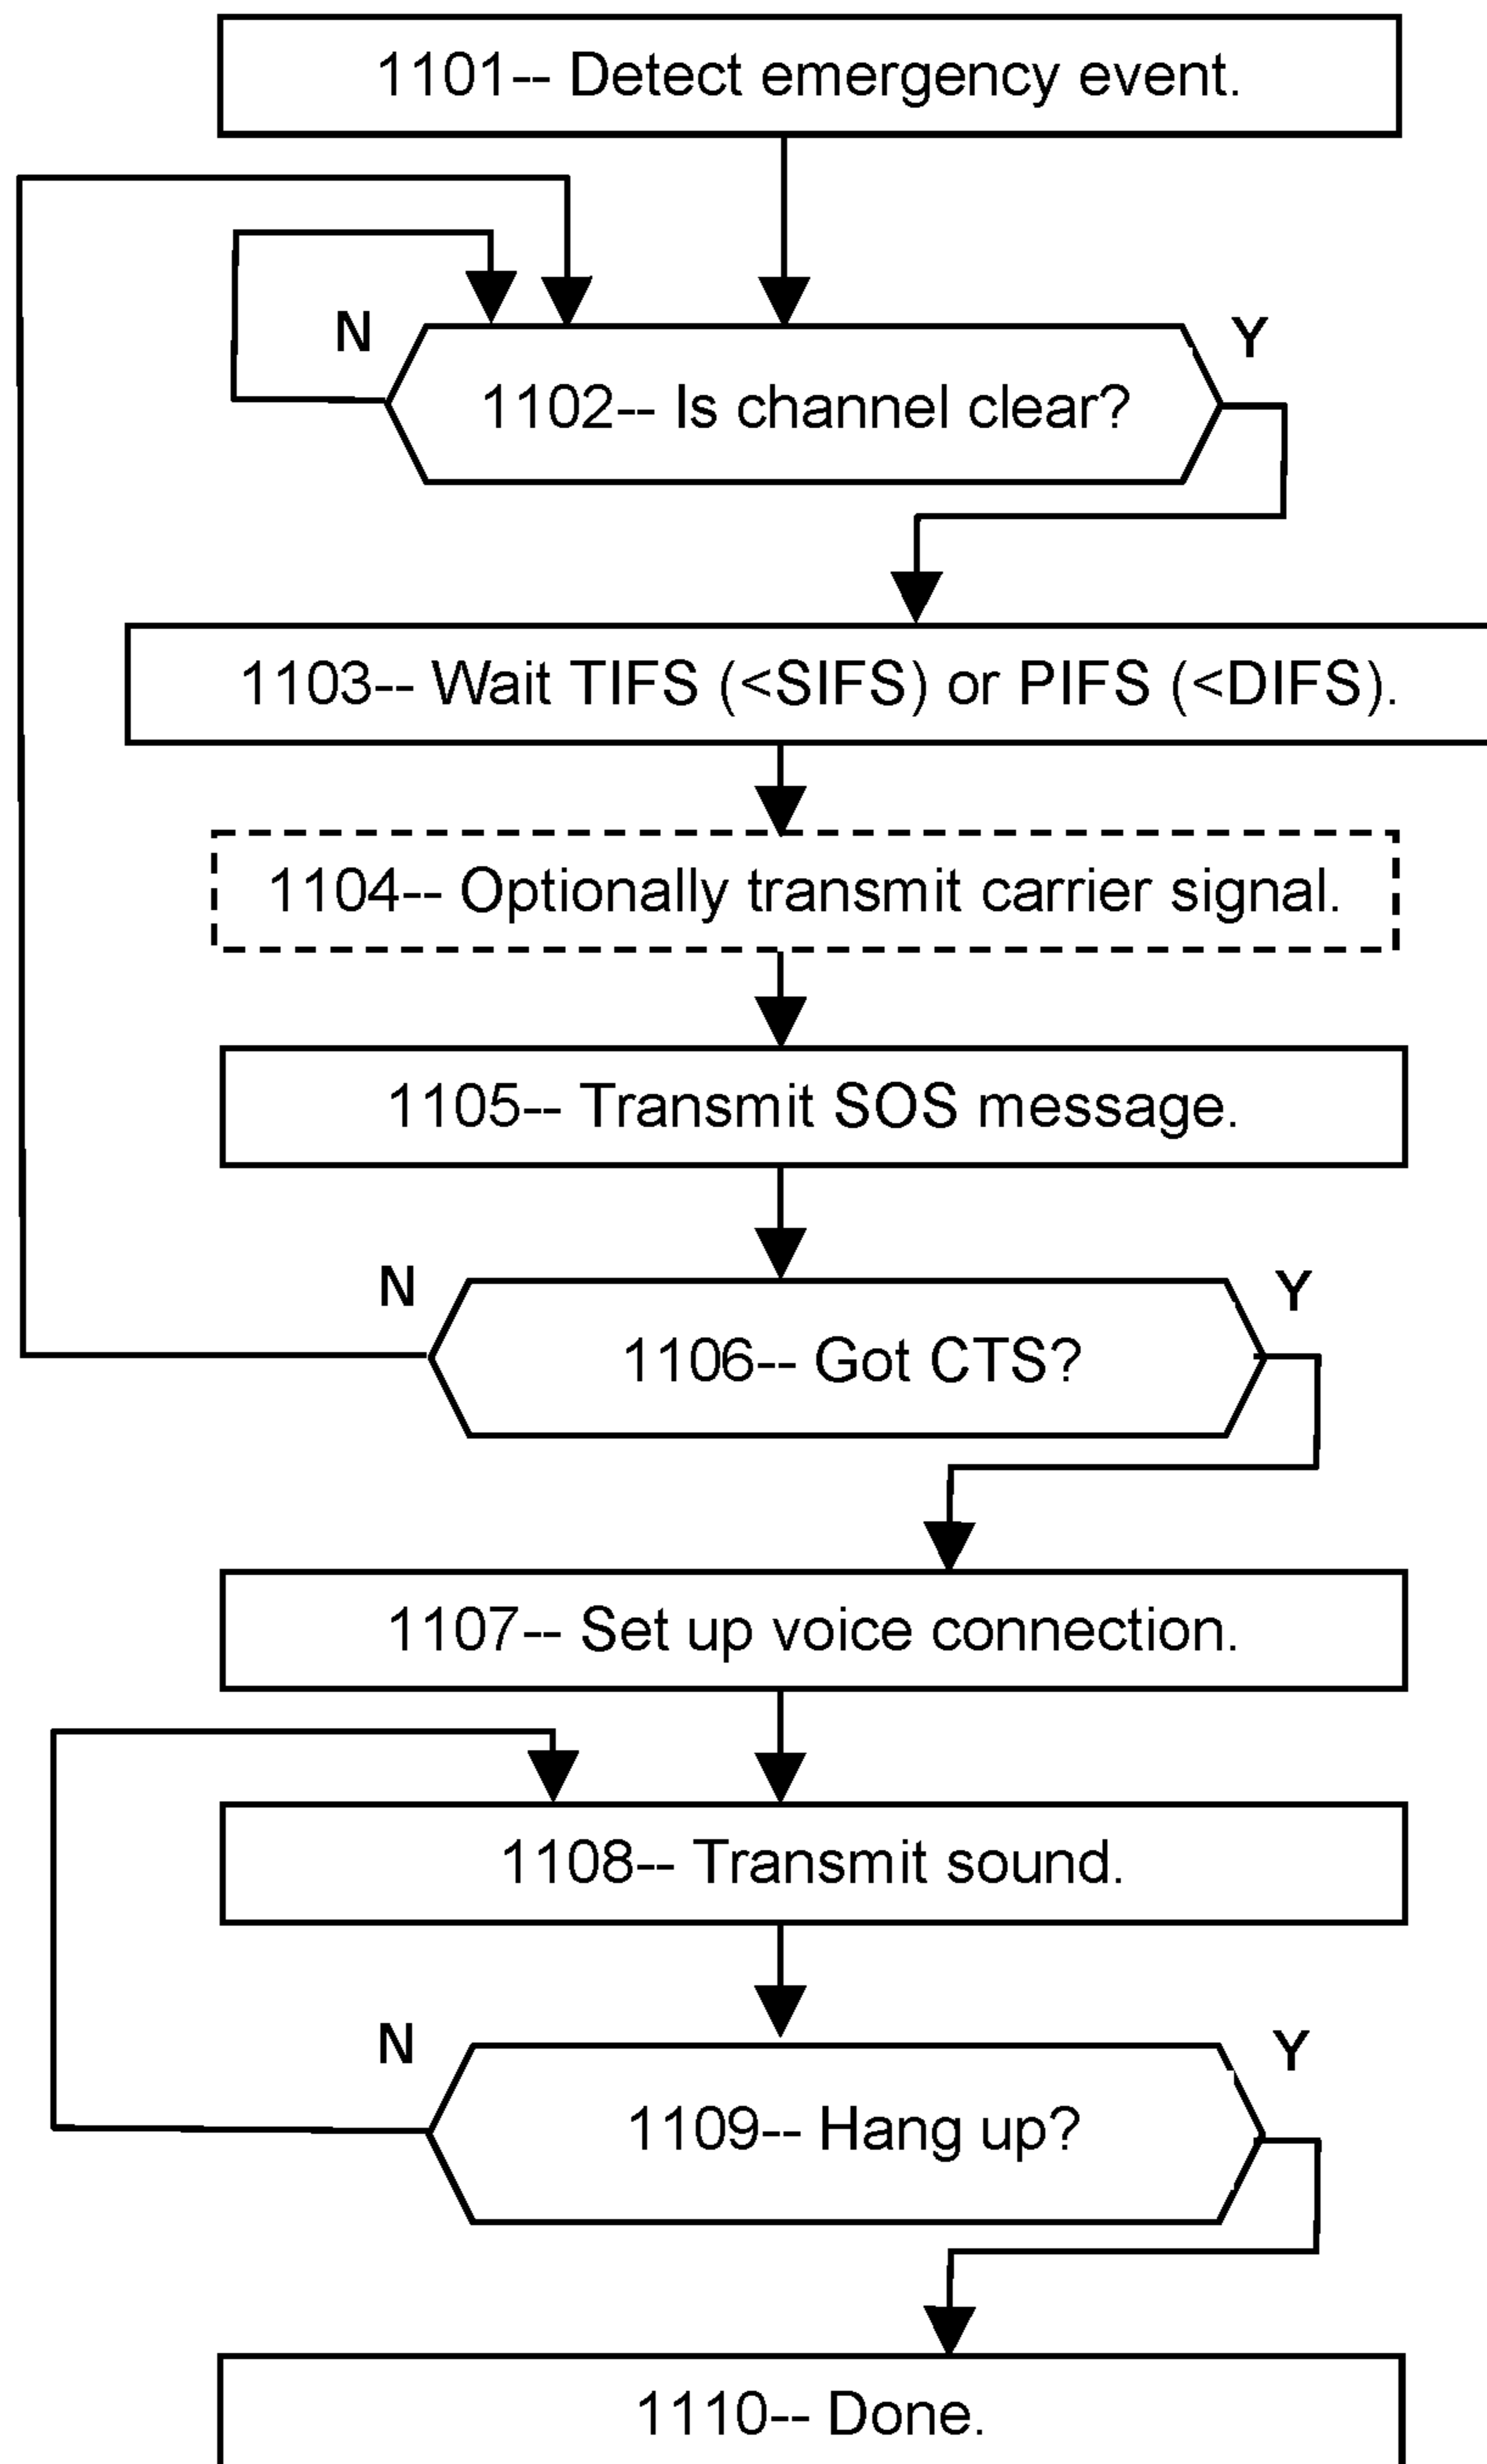 1101-- Detect emergency event.
N
Y
1102-- Is channel clear?
1103-- Wait TIFS (<SIFS) or PIFS (<DIFS).
1104-- Optionally transmit carrier signal.
1105-- Transmit SOS message.
N
Y
1106-- Got CTS?
1107-- Set up voice connection.
1108-- Transmit sound.
N
Y
1109-- Hang up?
1110-- Done.